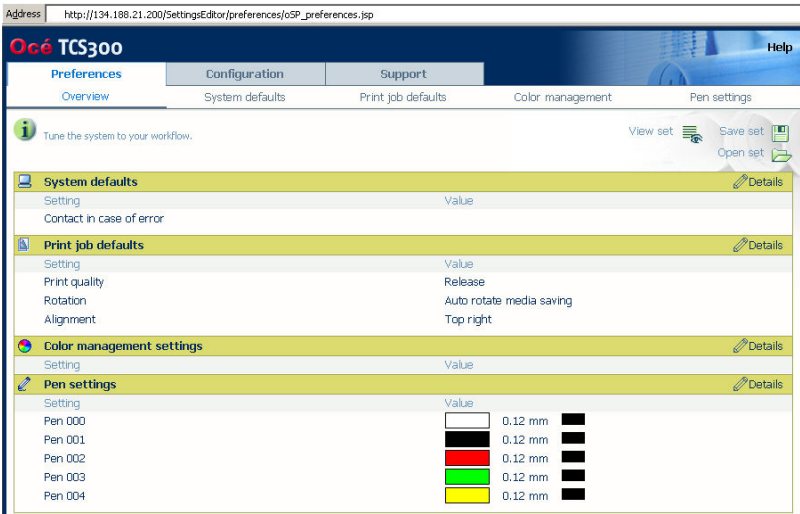 Address http://134.188.21.200/SettingsEditor/preferences/oSP_preferences.jsp
Océ TCS300 Help
Preferences Configuration Support
Overview System defaults Print job defaults Color management Pen settings
i Tune the system to your workflow. View set Save set
Open set
System defaults Details
Setting Value
Contact in case of error
Print job defaults Details
Setting Value
Print quality Release
Rotation Auto rotate media saving
Alignment Top right
Color management settings Details
Setting Value
Pen settings Details
Setting Value
Pen 000 0.12 mm
Pen 001 0.12 mm
Pen 002 0.12 mm
Pen 003 0.12 mm
Pen 004 0.12 mm